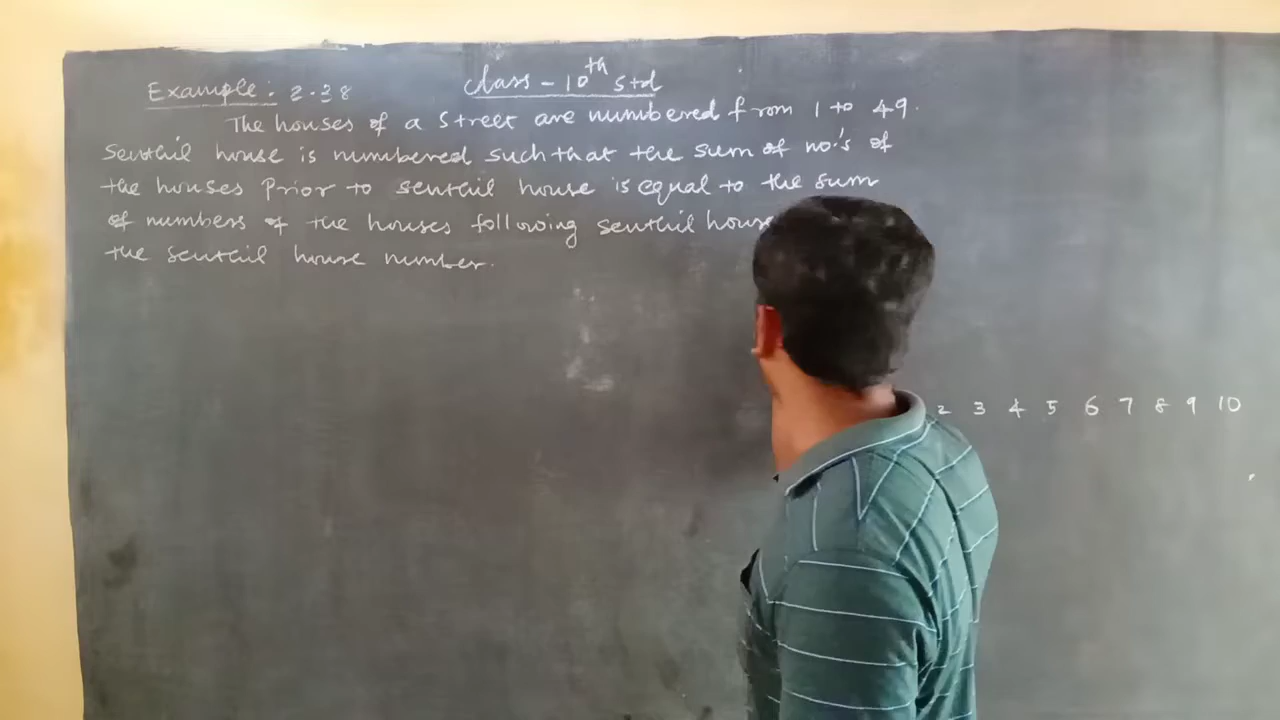 Example: 2.38
Class - 10th Std
The houses of a street are numbered from 1 to 49.
Senthil house is numbered such that the sum of no's of
the houses Prior to senthil house is equal to the sum
of numbers of the houses following senthil house
the senthil house number.
2 3 4 5 6 7 8 9 10